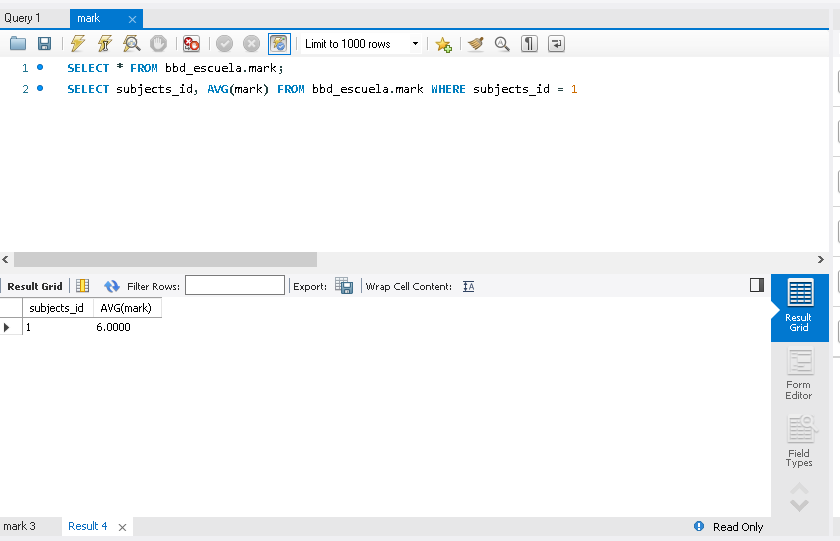 Query 1 mark
Limit to 1000 rows
1 SELECT * FROM bbd_escuela.mark;
2 SELECT subjects_id, AVG(mark) FROM bbd_escuela.mark WHERE subjects_id = 1
Result Grid Filter Rows: Export: Wrap Cell Content:
subjects_id AVG(mark)
1 6.0000
Result
Grid
Form
Editor
Field
Types
mark 3 Result 4 Read Only